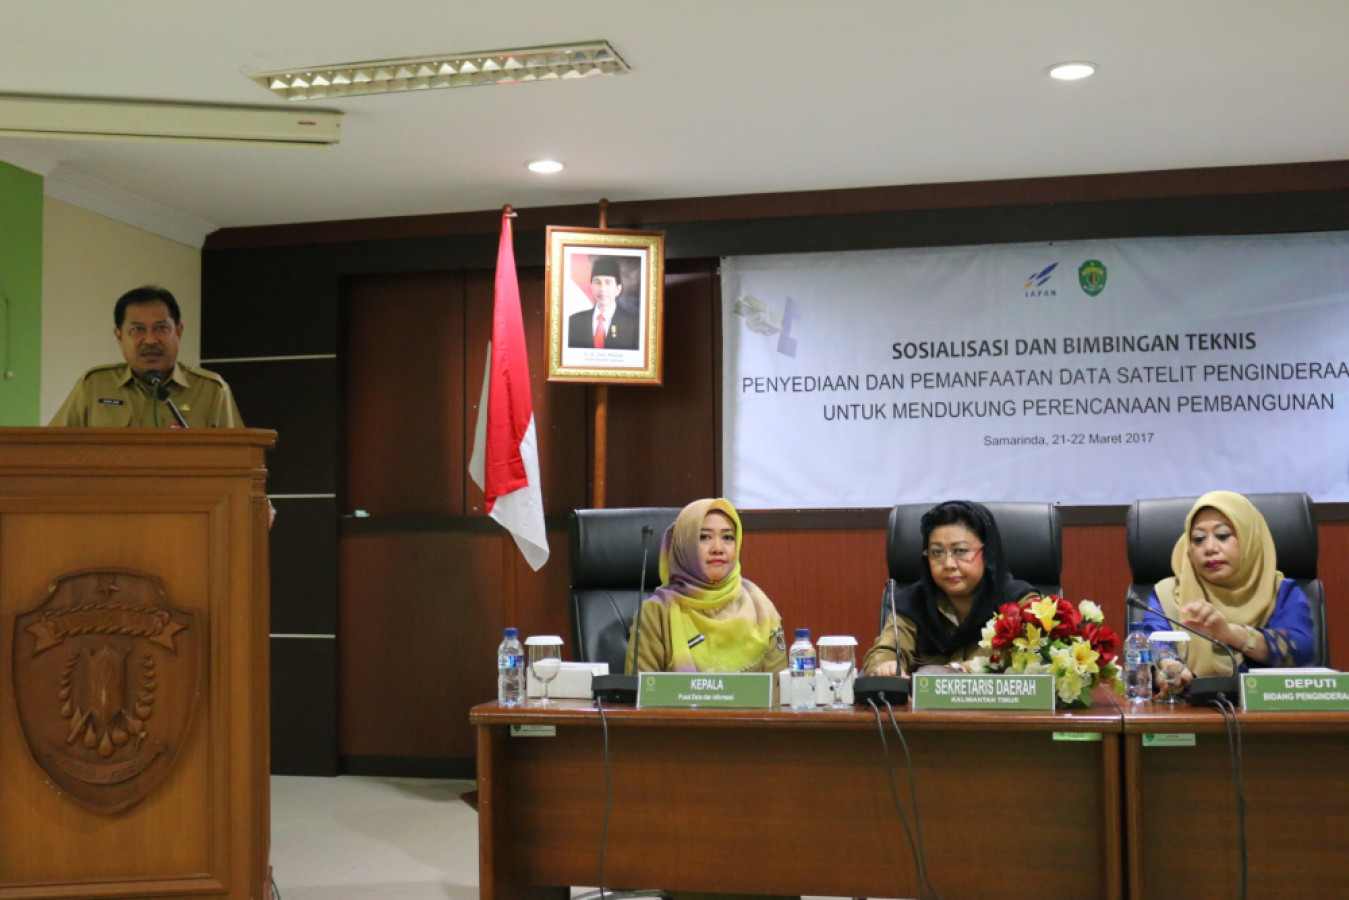 LAPAN
SOSIALISASI DAN BIMBINGAN TEKNIS
PENYEDIAAN DAN PEMANFAATAN DATA SATELIT PENGINDERAA
UNTUK MENDUKUNG PERENCANAAN PEMBANGUNAN
Samarinda, 21-22 Maret 2017
KEPALA
Pusat Data dan Informasi
SEKRETARIS DAERAH
KALIMANTAN TIMUR
DEPUTI
BIDANG PENGINDERA